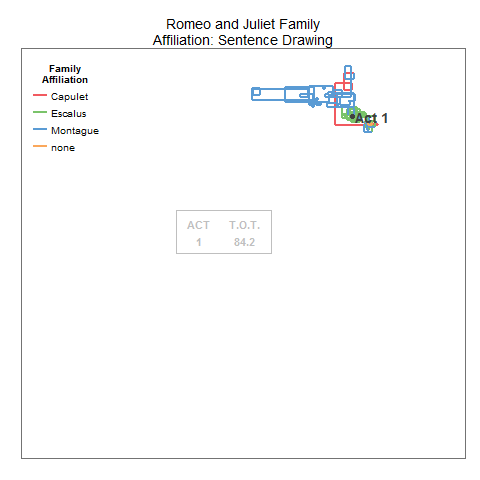 Romeo and Juliet Family
Affiliation: Sentence Drawing
Family
Affiliation
Capulet
Escalus
Montague
none
Act 1
ACT T.O.T.
1 84.2